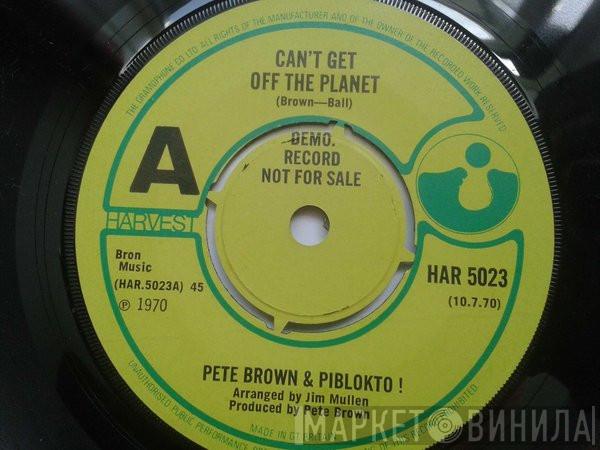 THE GRAMOPHONE CO LTD. ALL RIGHTS OF THE MANUFACTURER AND OF THE OWNER OF THE RECORDED WORK RESERVED.
CAN'T GET
OFF THE PLANET
(Brown—Ball)
DEMO.
RECORD
NOT FOR SALE
A
HARVEST
Bron
Music
(HAR.5023A) 45
℗ 1970
HAR 5023
(10.7.70)
PETE BROWN & PIBLOKTO !
Arranged by Jim Mullen
Produced by Pete Brown
UNAUTHORISED PUBLIC PERFORMANCE PROHIBITED
MADE IN GT BRITAIN
МАРКЕТ ВИНИЛА